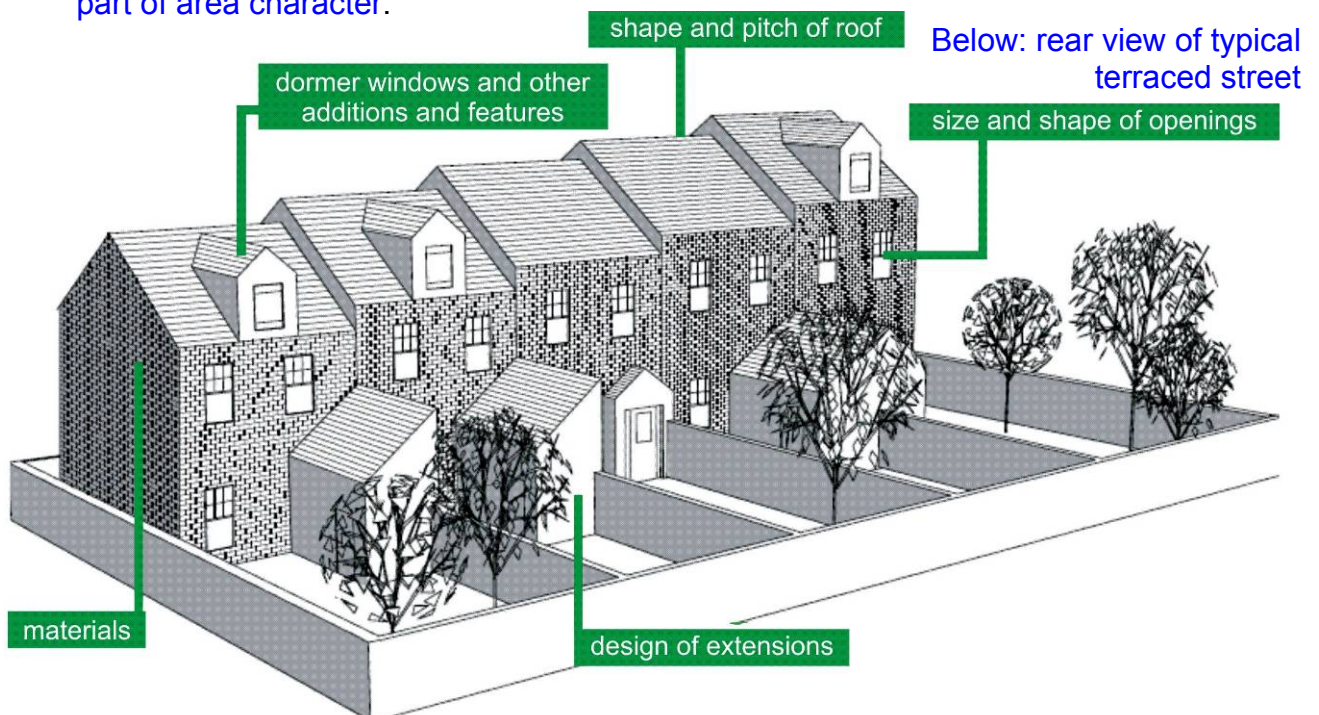 part of area character.
shape and pitch of roof
Below: rear view of typical
terraced street
dormer windows and other
additions and features
size and shape of openings
materials
design of extensions